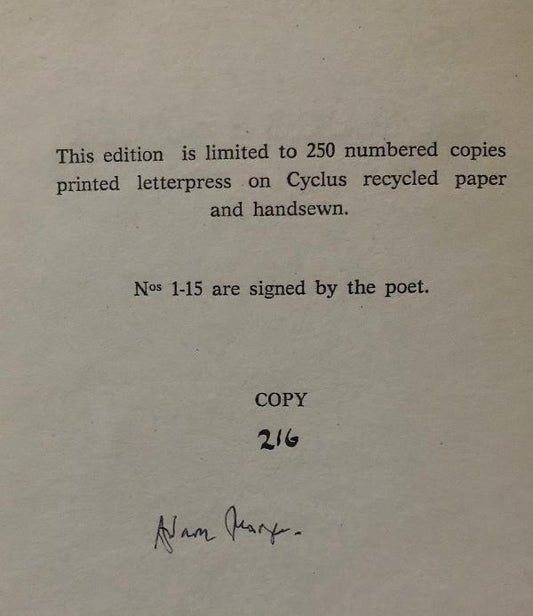 This edition is limited to 250 numbered copies
printed letterpress on Cyclus recycled paper
and handsewn.
Nos 1-15 are signed by the poet.
COPY
216
Adam